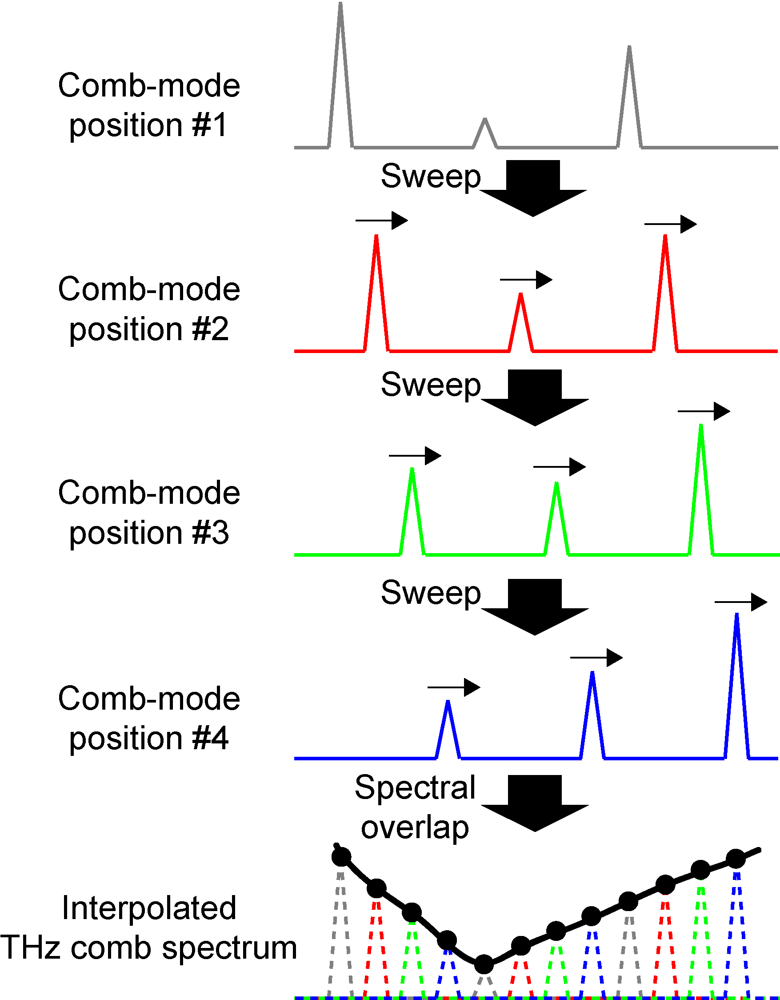 Comb-mode
position #1
Sweep
Comb-mode
position #2
Sweep
Comb-mode
position #3
Sweep
Comb-mode
position #4
Spectral
overlap
Interpolated
THz comb spectrum